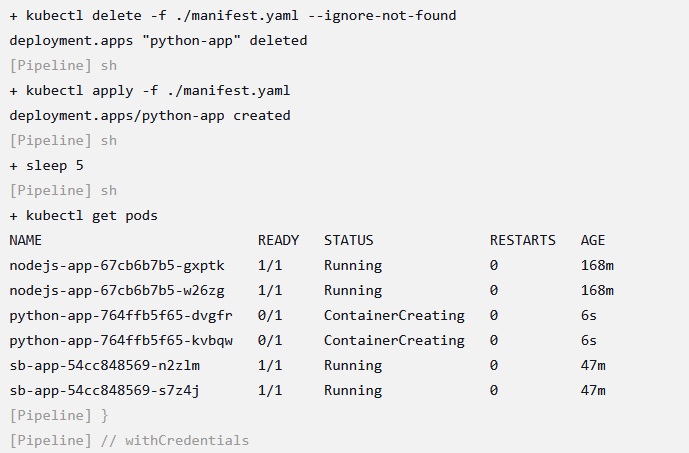 + kubectl delete -f ./manifest.yaml --ignore-not-found
deployment.apps "python-app" deleted
[Pipeline] sh
+ kubectl apply -f ./manifest.yaml
deployment.apps/python-app created
[Pipeline] sh
+ sleep 5
[Pipeline] sh
+ kubectl get pods
NAME READY STATUS RESTARTS AGE
nodejs-app-67cb6b7b5-gxptk 1/1 Running 0 168m
nodejs-app-67cb6b7b5-w26zg 1/1 Running 0 168m
python-app-764ffb5f65-dvgfr 0/1 ContainerCreating 0 6s
python-app-764ffb5f65-kvbqw 0/1 ContainerCreating 0 6s
sb-app-54cc848569-n2zlm 1/1 Running 0 47m
sb-app-54cc848569-s7z4j 1/1 Running 0 47m
[Pipeline] }
[Pipeline] // withCredentials